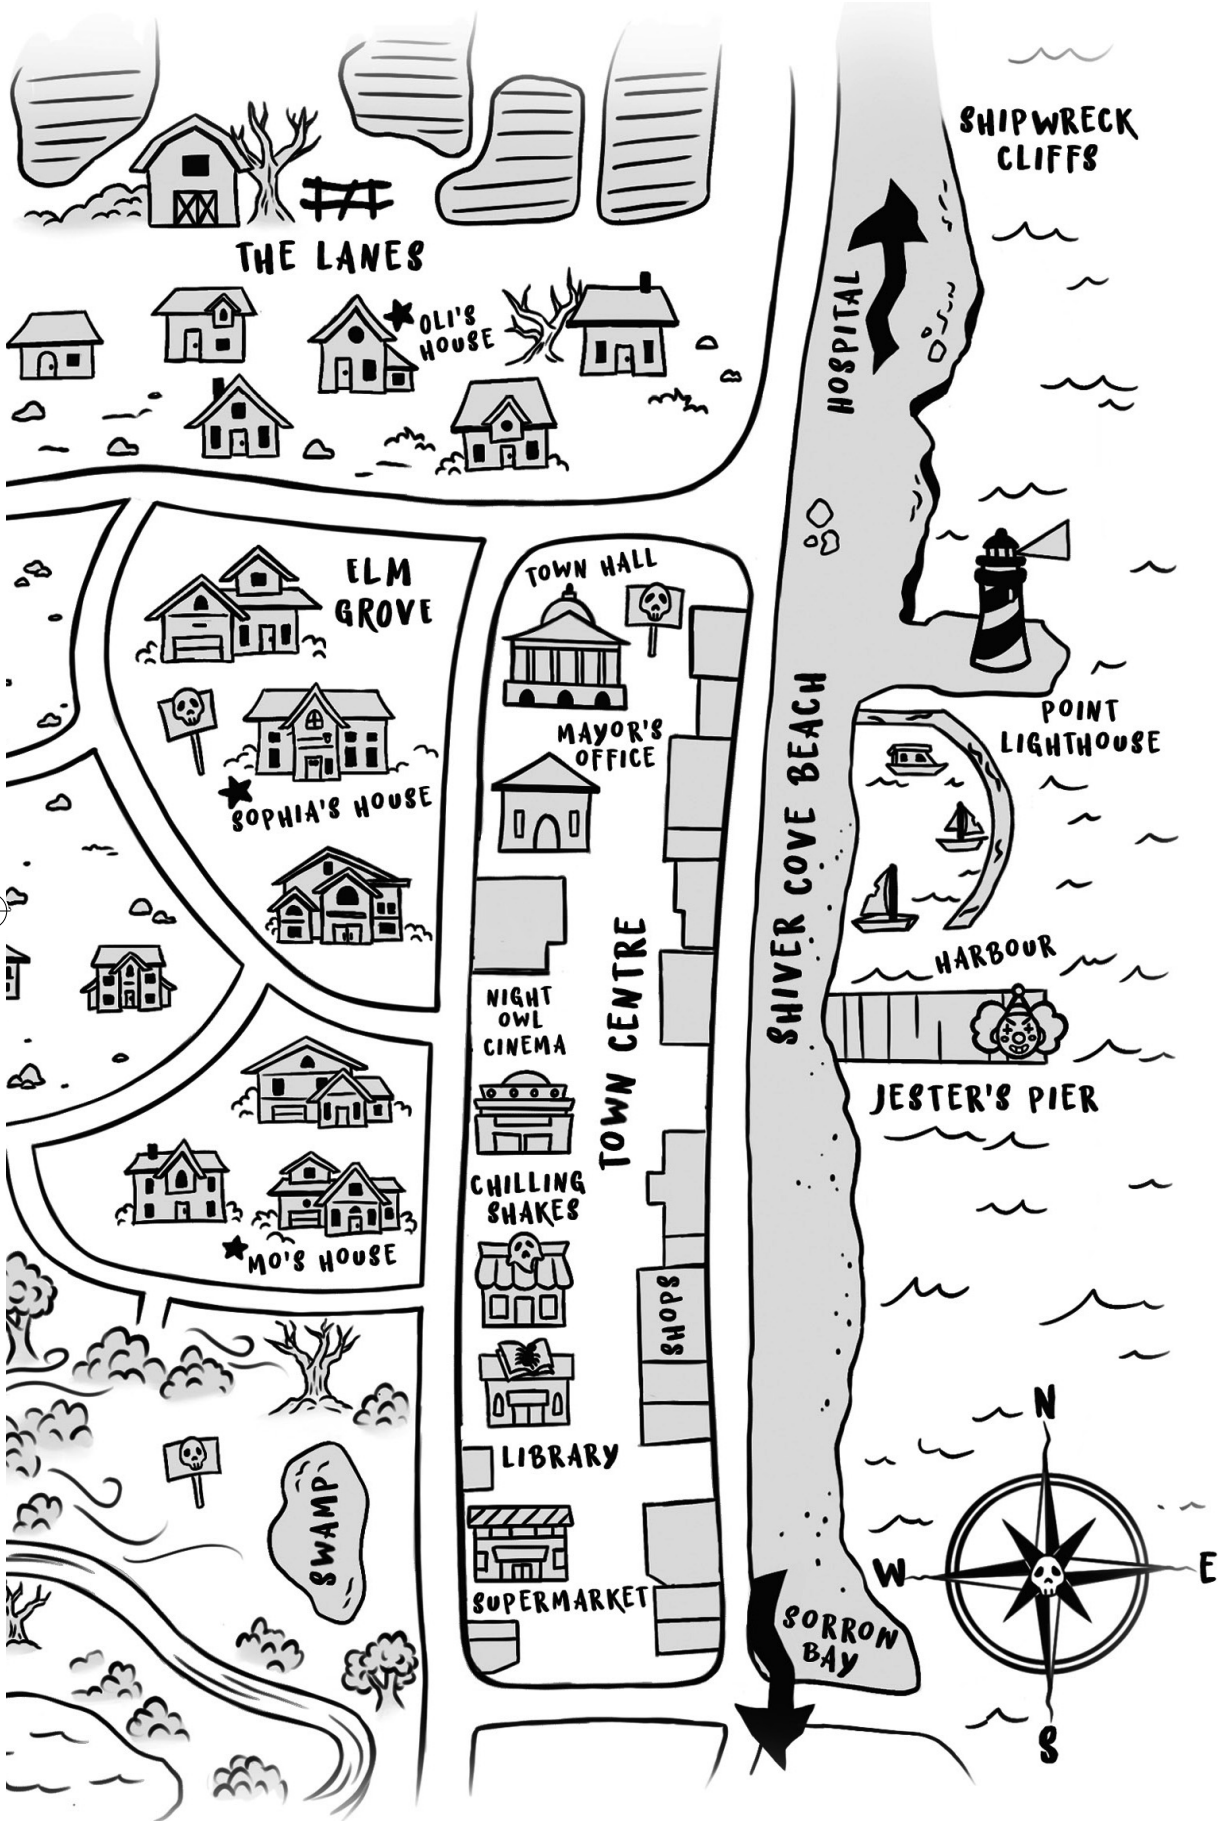 SHIPWRECK
CLIFFS
THE LANES
OLI'S
HOUSE
HOSPITAL
ELM
GROVE
TOWN HALL
MAYOR'S
OFFICE
SOPHIA'S HOUSE
POINT
LIGHTHOUSE
SHIVER COVE BEACH
HARBOUR
NIGHT
OWL
CINEMA
TOWN CENTRE
JESTER'S PIER
CHILLING
SHAKES
MO'S HOUSE
SHOPS
LIBRARY
SWAMP
SUPERMARKET
SORROW
BAY
N
W
E
S